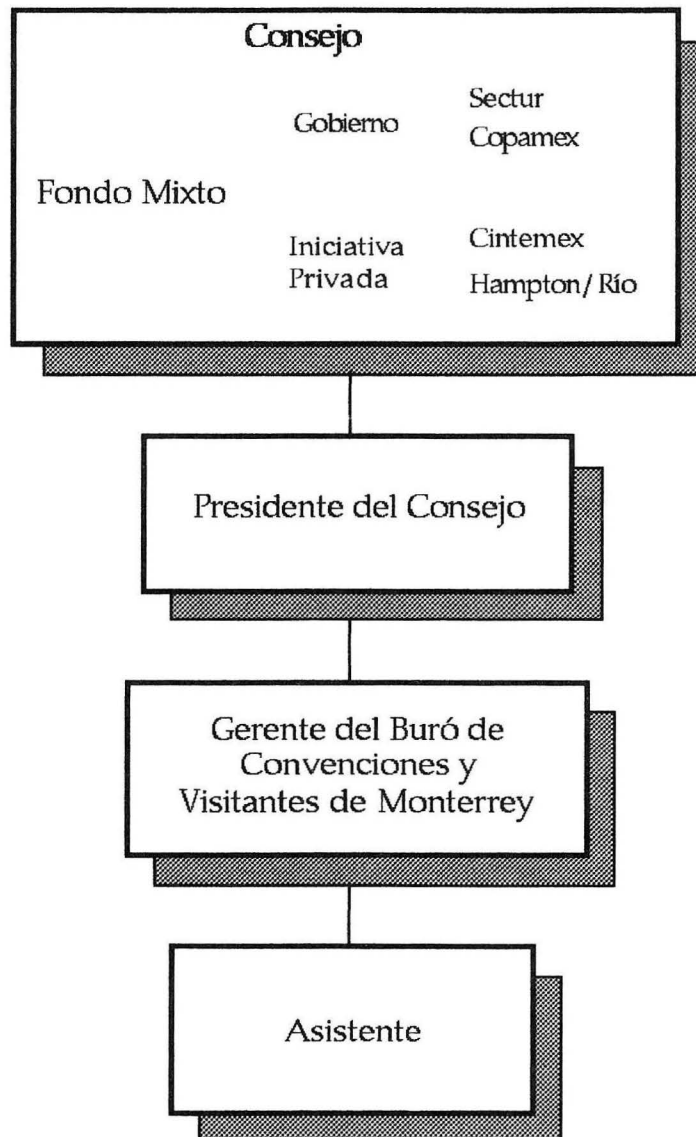 Consejo
Gobierno
Sectur
Copamex
Fondo Mixto
Iniciativa
Privada
Cintemex
Hampton/Río
Presidente del Consejo
Gerente del Buró de
Convenciones y
Visitantes de Monterrey
Asistente